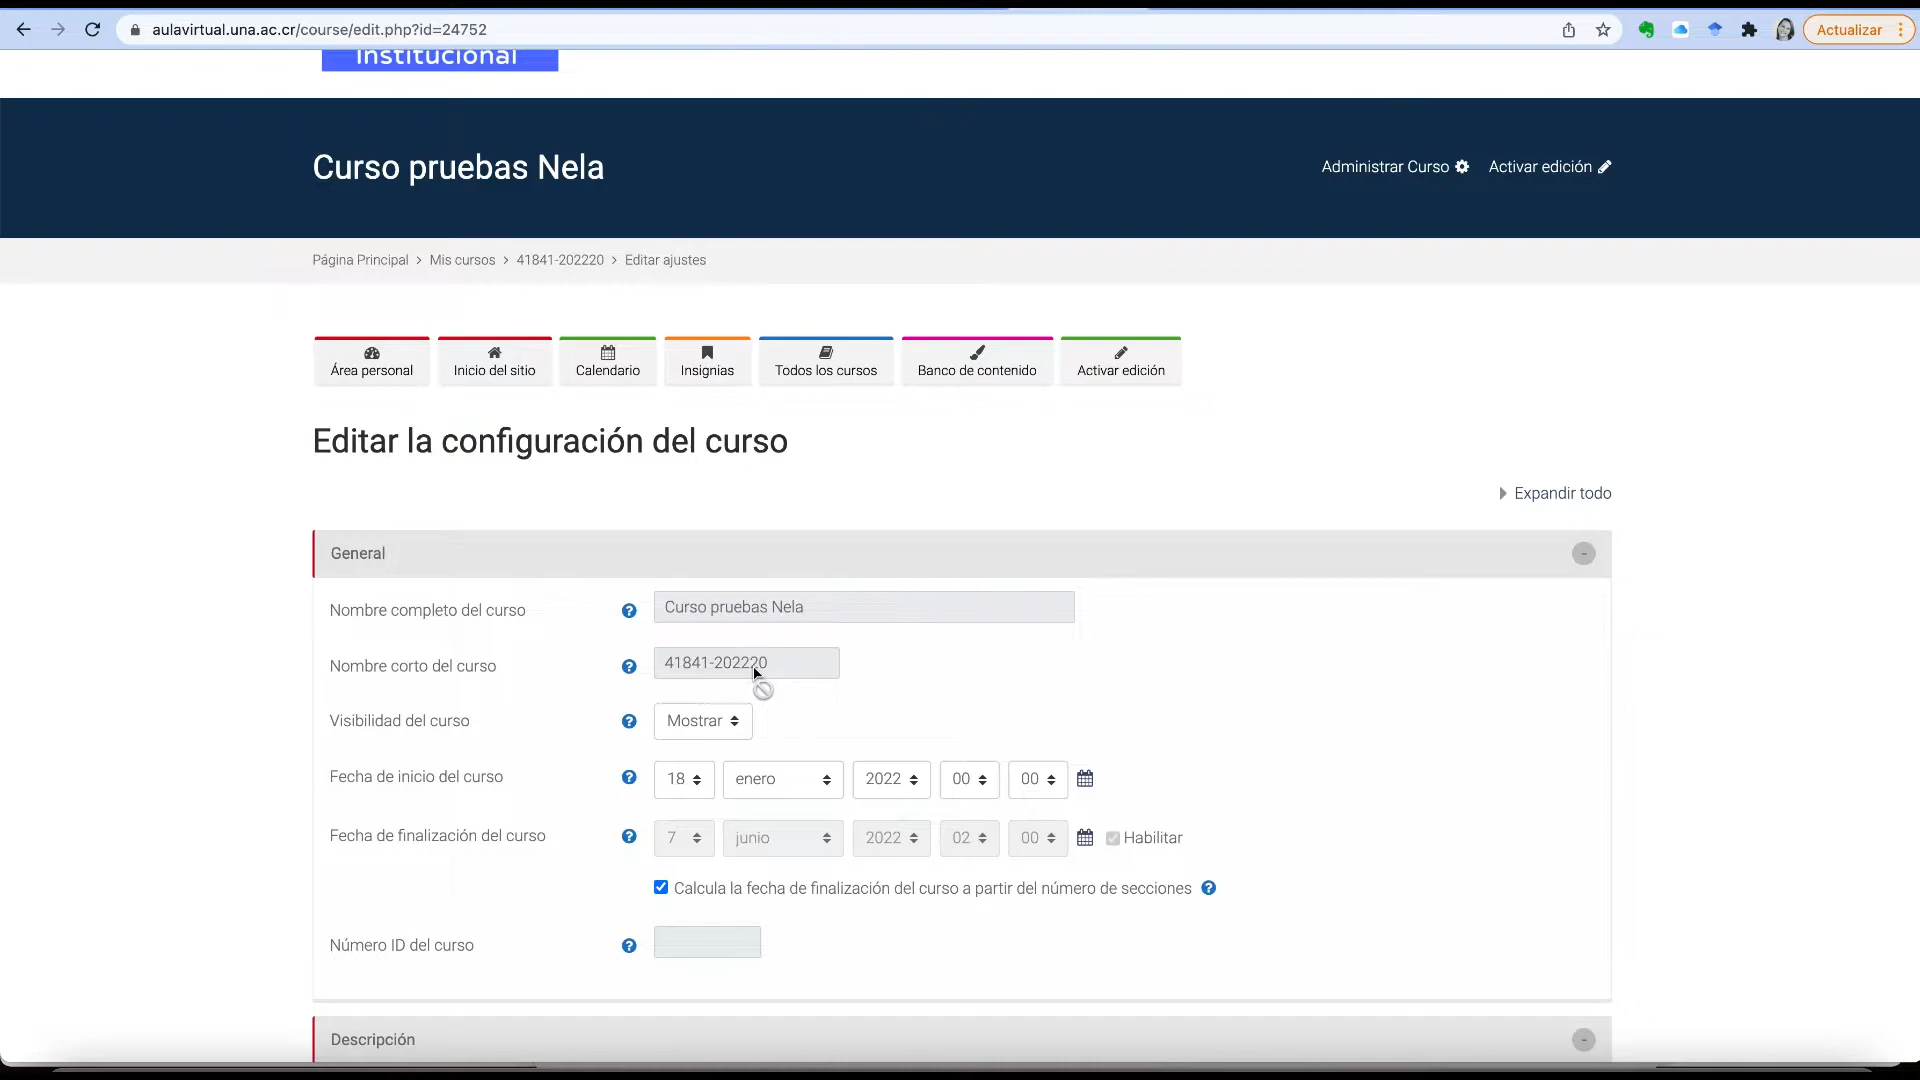 aulavirtual.una.ac.cr/course/edit.php?id=24752
Actualizar
Institucional
Curso pruebas Nela
Administrar Curso
Activar edición
Página Principal > Mis cursos > 41841-202220 > Editar ajustes
Área personal
Inicio del sitio
Calendario
Insignias
Todos los cursos
Banco de contenido
Activar edición
Editar la configuración del curso
Expandir todo
General
Nombre completo del curso
Curso pruebas Nela
Nombre corto del curso
41841-202220
Visibilidad del curso
Mostrar
Fecha de inicio del curso
18 enero 2022 00 00
Fecha de finalización del curso
7 junio 2022 02 00 Habilitar
Calcula la fecha de finalización del curso a partir del número de secciones
Número ID del curso
Descripción